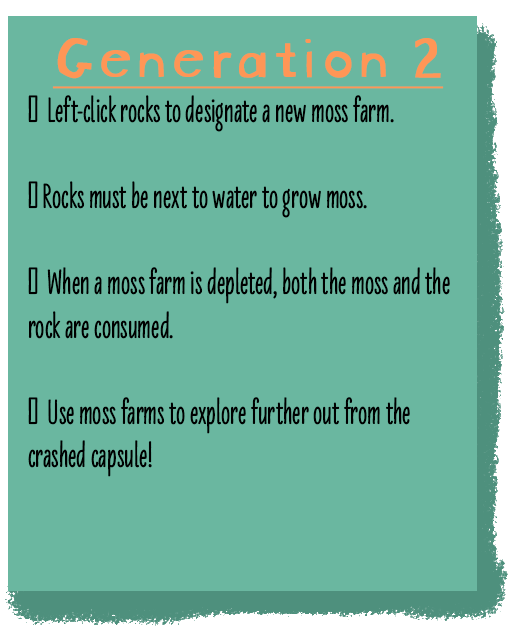 Generation 2
▯ Left-click rocks to designate a new moss farm.
▯ Rocks must be next to water to grow moss.
▯ When a moss farm is depleted, both the moss and the
rock are consumed.
▯ Use moss farms to explore further out from the
crashed capsule!